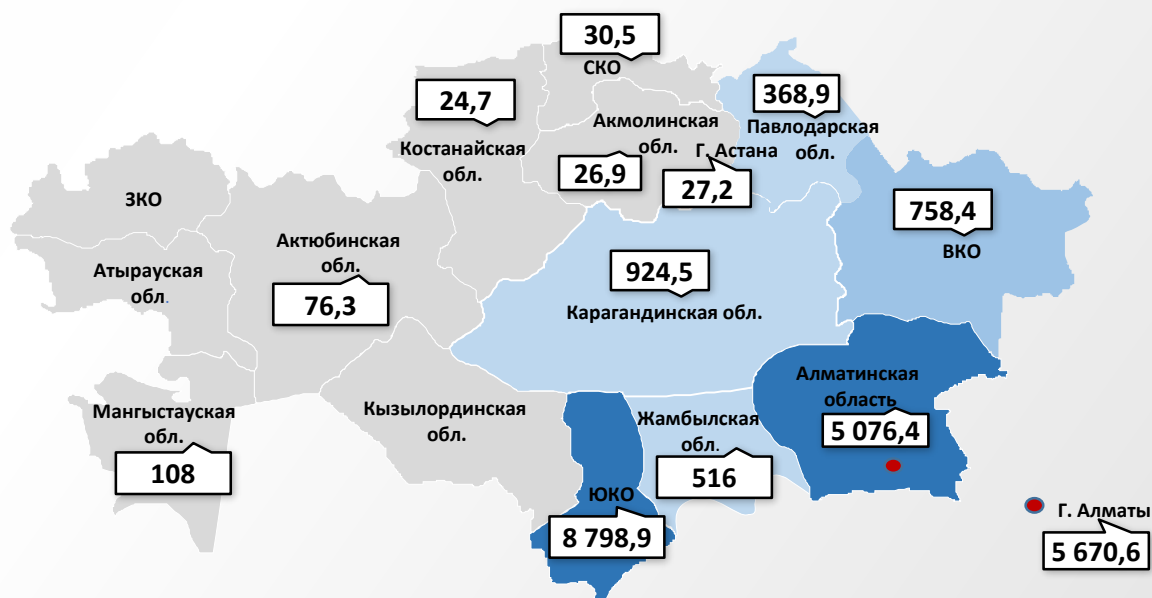 30,5
СКО
24,7
Костанайская
обл.
Акмолинская
обл.
26,9
Г. Астана
27,2
368,9
Павлодарская
обл.
ЗКО
Атырауская
обл.
Актюбинская
обл.
76,3
924,5
Карагандинская обл.
758,4
ВКО
Мангыстауская
обл.
108
Кызылординская
обл.
ЮКО
8 798,9
Жамбылская
обл.
516
Алматинская
область
5 076,4
Г. Алматы
5 670,6